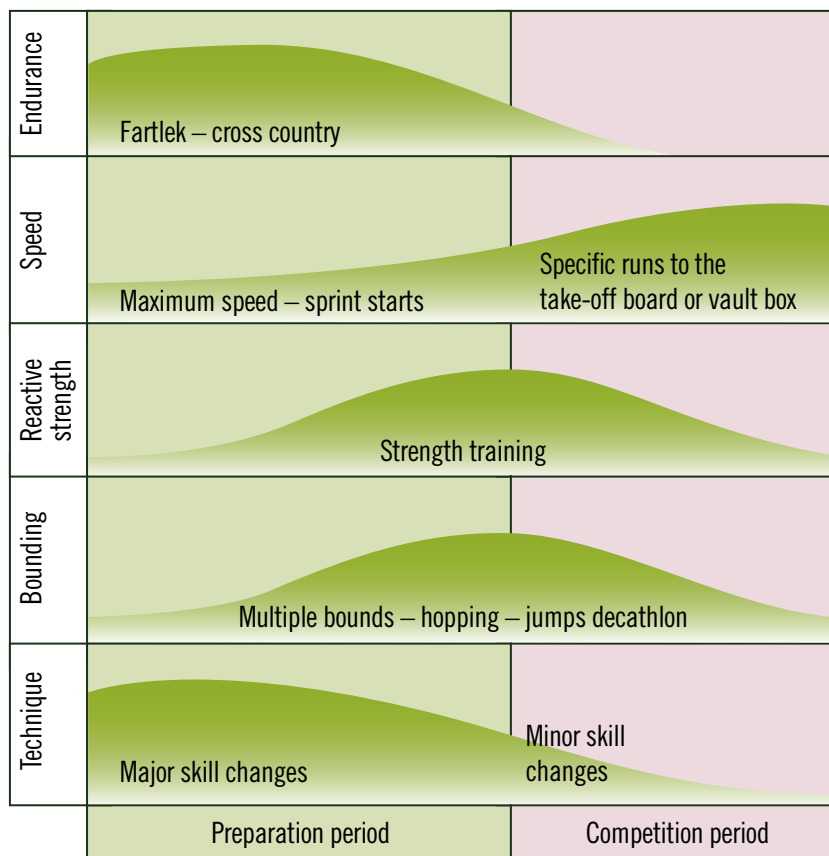 Endurance
Fartlek – cross country
Speed
Maximum speed – sprint starts
Specific runs to the
take-off board or vault box
Reactive
strength
Strength training
Bounding
Multiple bounds – hopping – jumps decathlon
Technique
Major skill changes
Minor skill
changes
Preparation period
Competition period